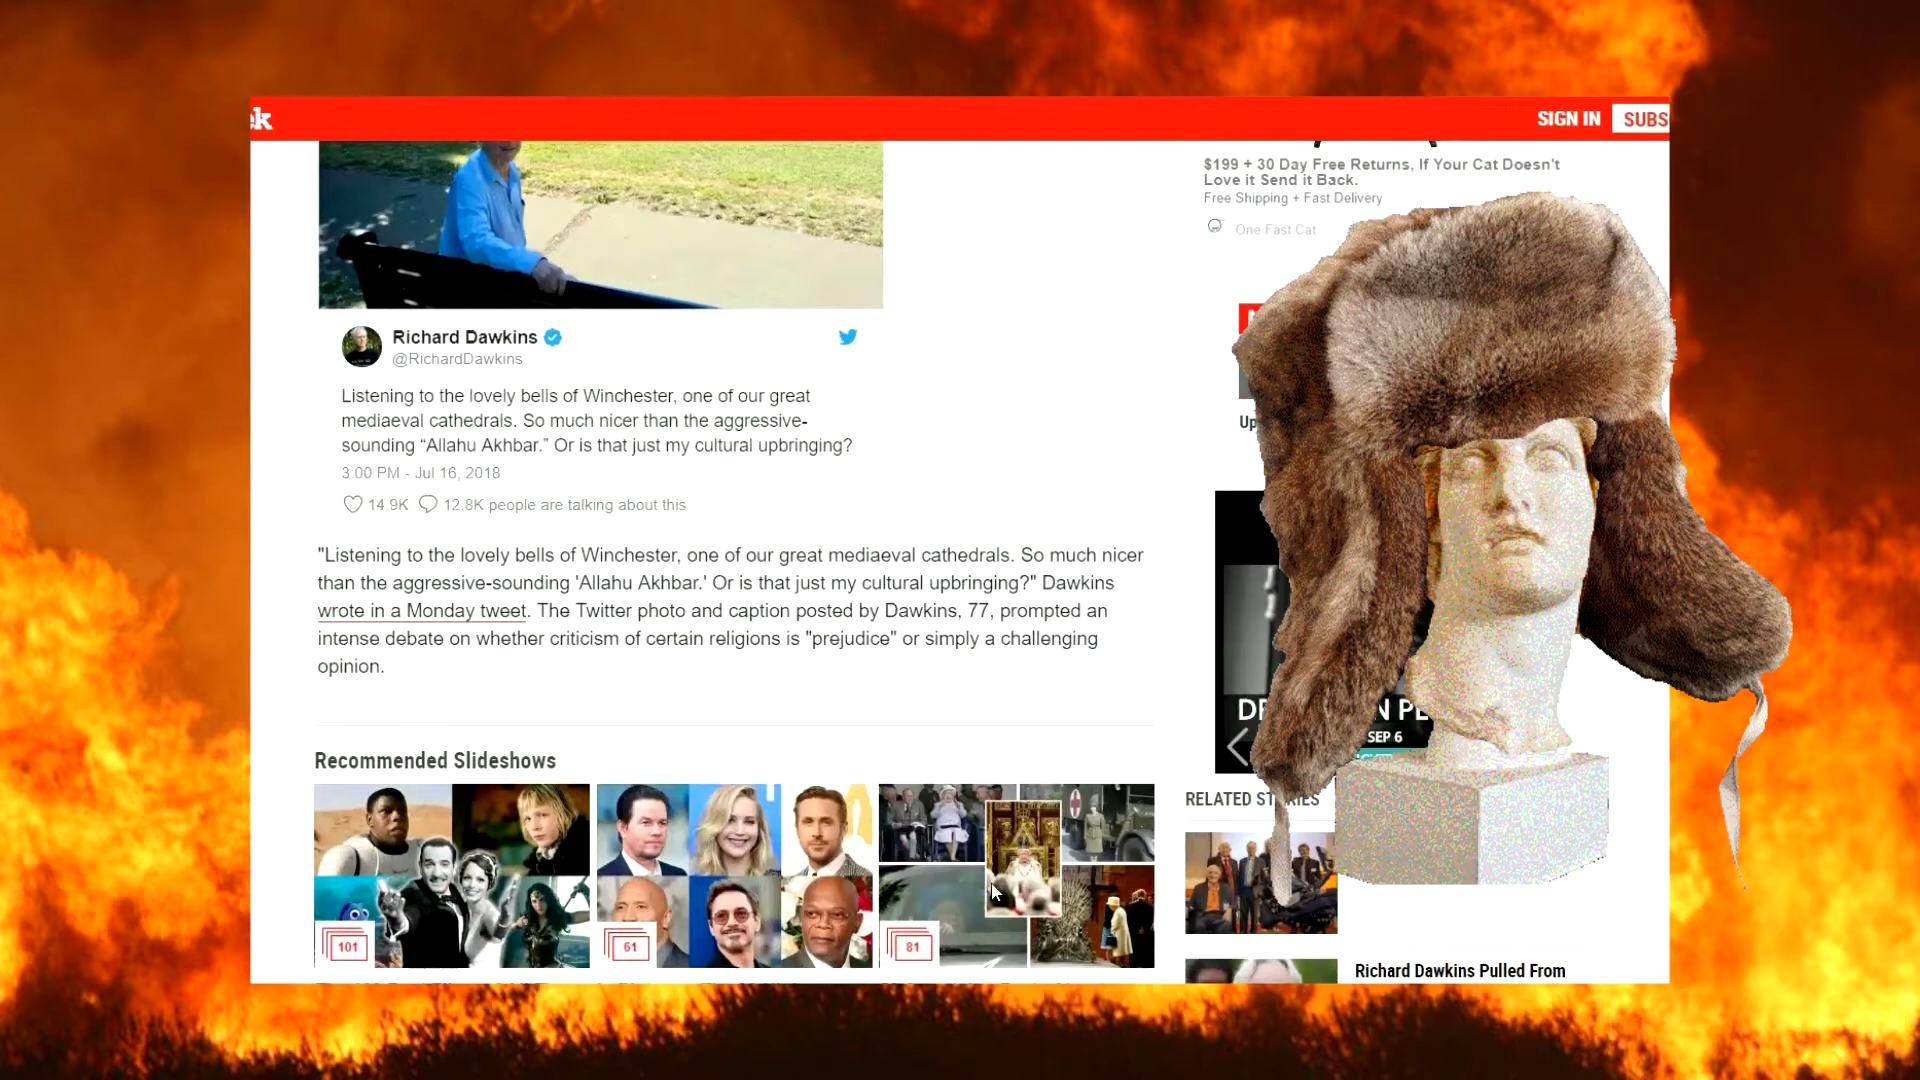 ek
SIGN IN
SUBS
$199 + 30 Day Free Returns, If Your Cat Doesn't
Love it Send it Back.
Free Shipping + Fast Delivery
One Fast Cat
Richard Dawkins
@RichardDawkins
Listening to the lovely bells of Winchester, one of our great
mediaeval cathedrals. So much nicer than the aggressive-
sounding “Allahu Akhbar.” Or is that just my cultural upbringing?
3:00 PM - Jul 16, 2018
14.9K
12.8K people are talking about this
Up
"Listening to the lovely bells of Winchester, one of our great mediaeval cathedrals. So much nicer
than the aggressive-sounding 'Allahu Akhbar.' Or is that just my cultural upbringing?" Dawkins
wrote in a Monday tweet. The Twitter photo and caption posted by Dawkins, 77, prompted an
intense debate on whether criticism of certain religions is "prejudice" or simply a challenging
opinion.
SEP 6
Recommended Slideshows
101
61
81
RELATED
Richard Dawkins Pulled From